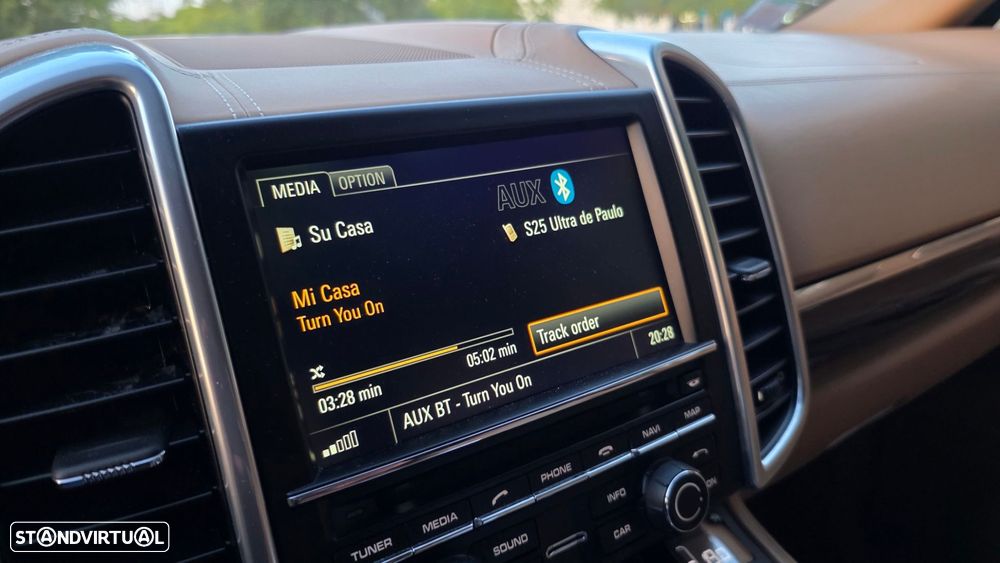 MEDIA OPTION
AUX
Su Casa
S25 Ultra de Paulo
Mi Casa
Turn You On
Track order
03:28 min
05:02 min
20:28
AUX BT - Turn You On
TUNER MEDIA PHONE NAVI MAP
SOUND INFO
CAR
STANDVIRTUAL